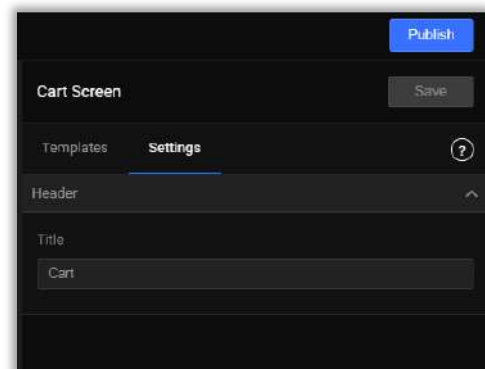 Publish
Cart Screen
Save
Templates
Settings
?
Header
Title
Cart